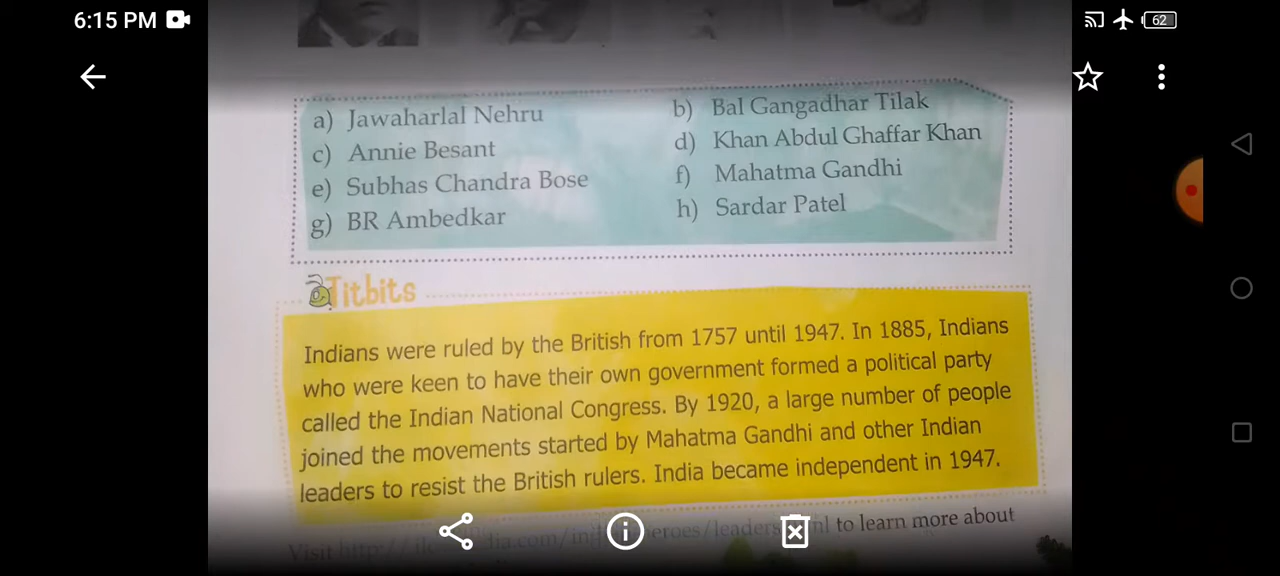 6:15 PM
62
a) Jawaharlal Nehru
b) Bal Gangadhar Tilak
c) Annie Besant
d) Khan Abdul Ghaffar Khan
e) Subhas Chandra Bose
f) Mahatma Gandhi
g) BR Ambedkar
h) Sardar Patel
Titbits
Indians were ruled by the British from 1757 until 1947. In 1885, Indians
who were keen to have their own government formed a political party
called the Indian National Congress. By 1920, a large number of people
joined the movements started by Mahatma Gandhi and other Indian
leaders to resist the British rulers. India became independent in 1947.
Visit to learn more about